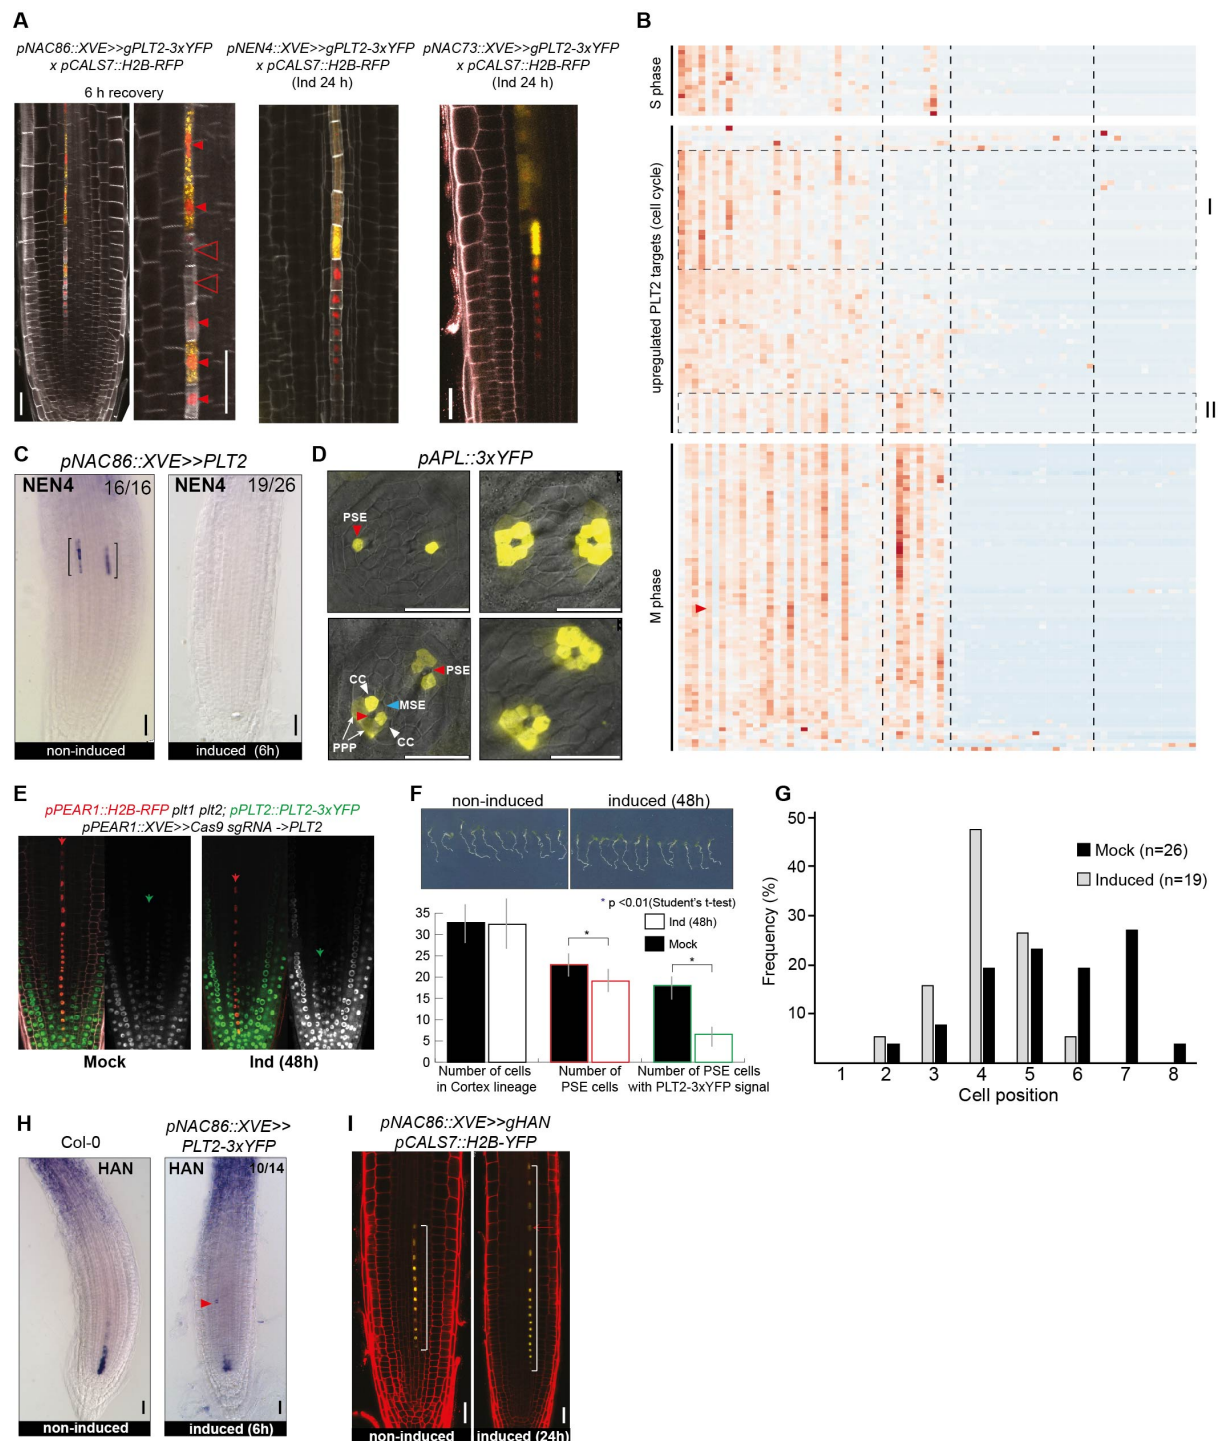 A
pNAC86::XVE>>gPLT2-3xYFP
x pCALS7::H2B-RFP
6 h recovery
pNEN4::XVE>>gPLT2-3xYFP
x pCALS7::H2B-RFP
(Ind 24 h)
pNAC73::XVE>>gPLT2-3xYFP
x pCALS7::H2B-RFP
(Ind 24 h)
B
S phase
upregulated PLT2 targets (cell cycle)
M phase
I
II
C
pNAC86::XVE>>PLT2
NEN4 16/16
non-induced
NEN4 19/26
induced (6h)
D
pAPL::3xYFP
PSE
PSE
CC
MSE
PPP
CC
E
pPEAR1::H2B-RFP plt1 plt2; pPLT2::PLT2-3xYFP
pPEAR1::XVE>>Cas9 sgRNA ->PLT2
Mock
Ind (48h)
F
non-induced
induced (48h)
* p <0.01(Student's t-test)
Ind (48h)
Mock
*
*
35
30
25
20
15
10
5
0
Number of cells
in Cortex lineage
Number of
PSE cells
Number of PSE cells
with PLT2-3xYFP signal
G
Frequency (%)
50
40
30
20
10
Mock (n=26)
Induced (n=19)
1 2 3 4 5 6 7 8
Cell position
H
Col-0
HAN
non-induced
pNAC86::XVE>>
PLT2-3xYFP
HAN 10/14
induced (6h)
I
pNAC86::XVE>>gHAN
pCALS7::H2B-YFP
non-induced
induced (24h)